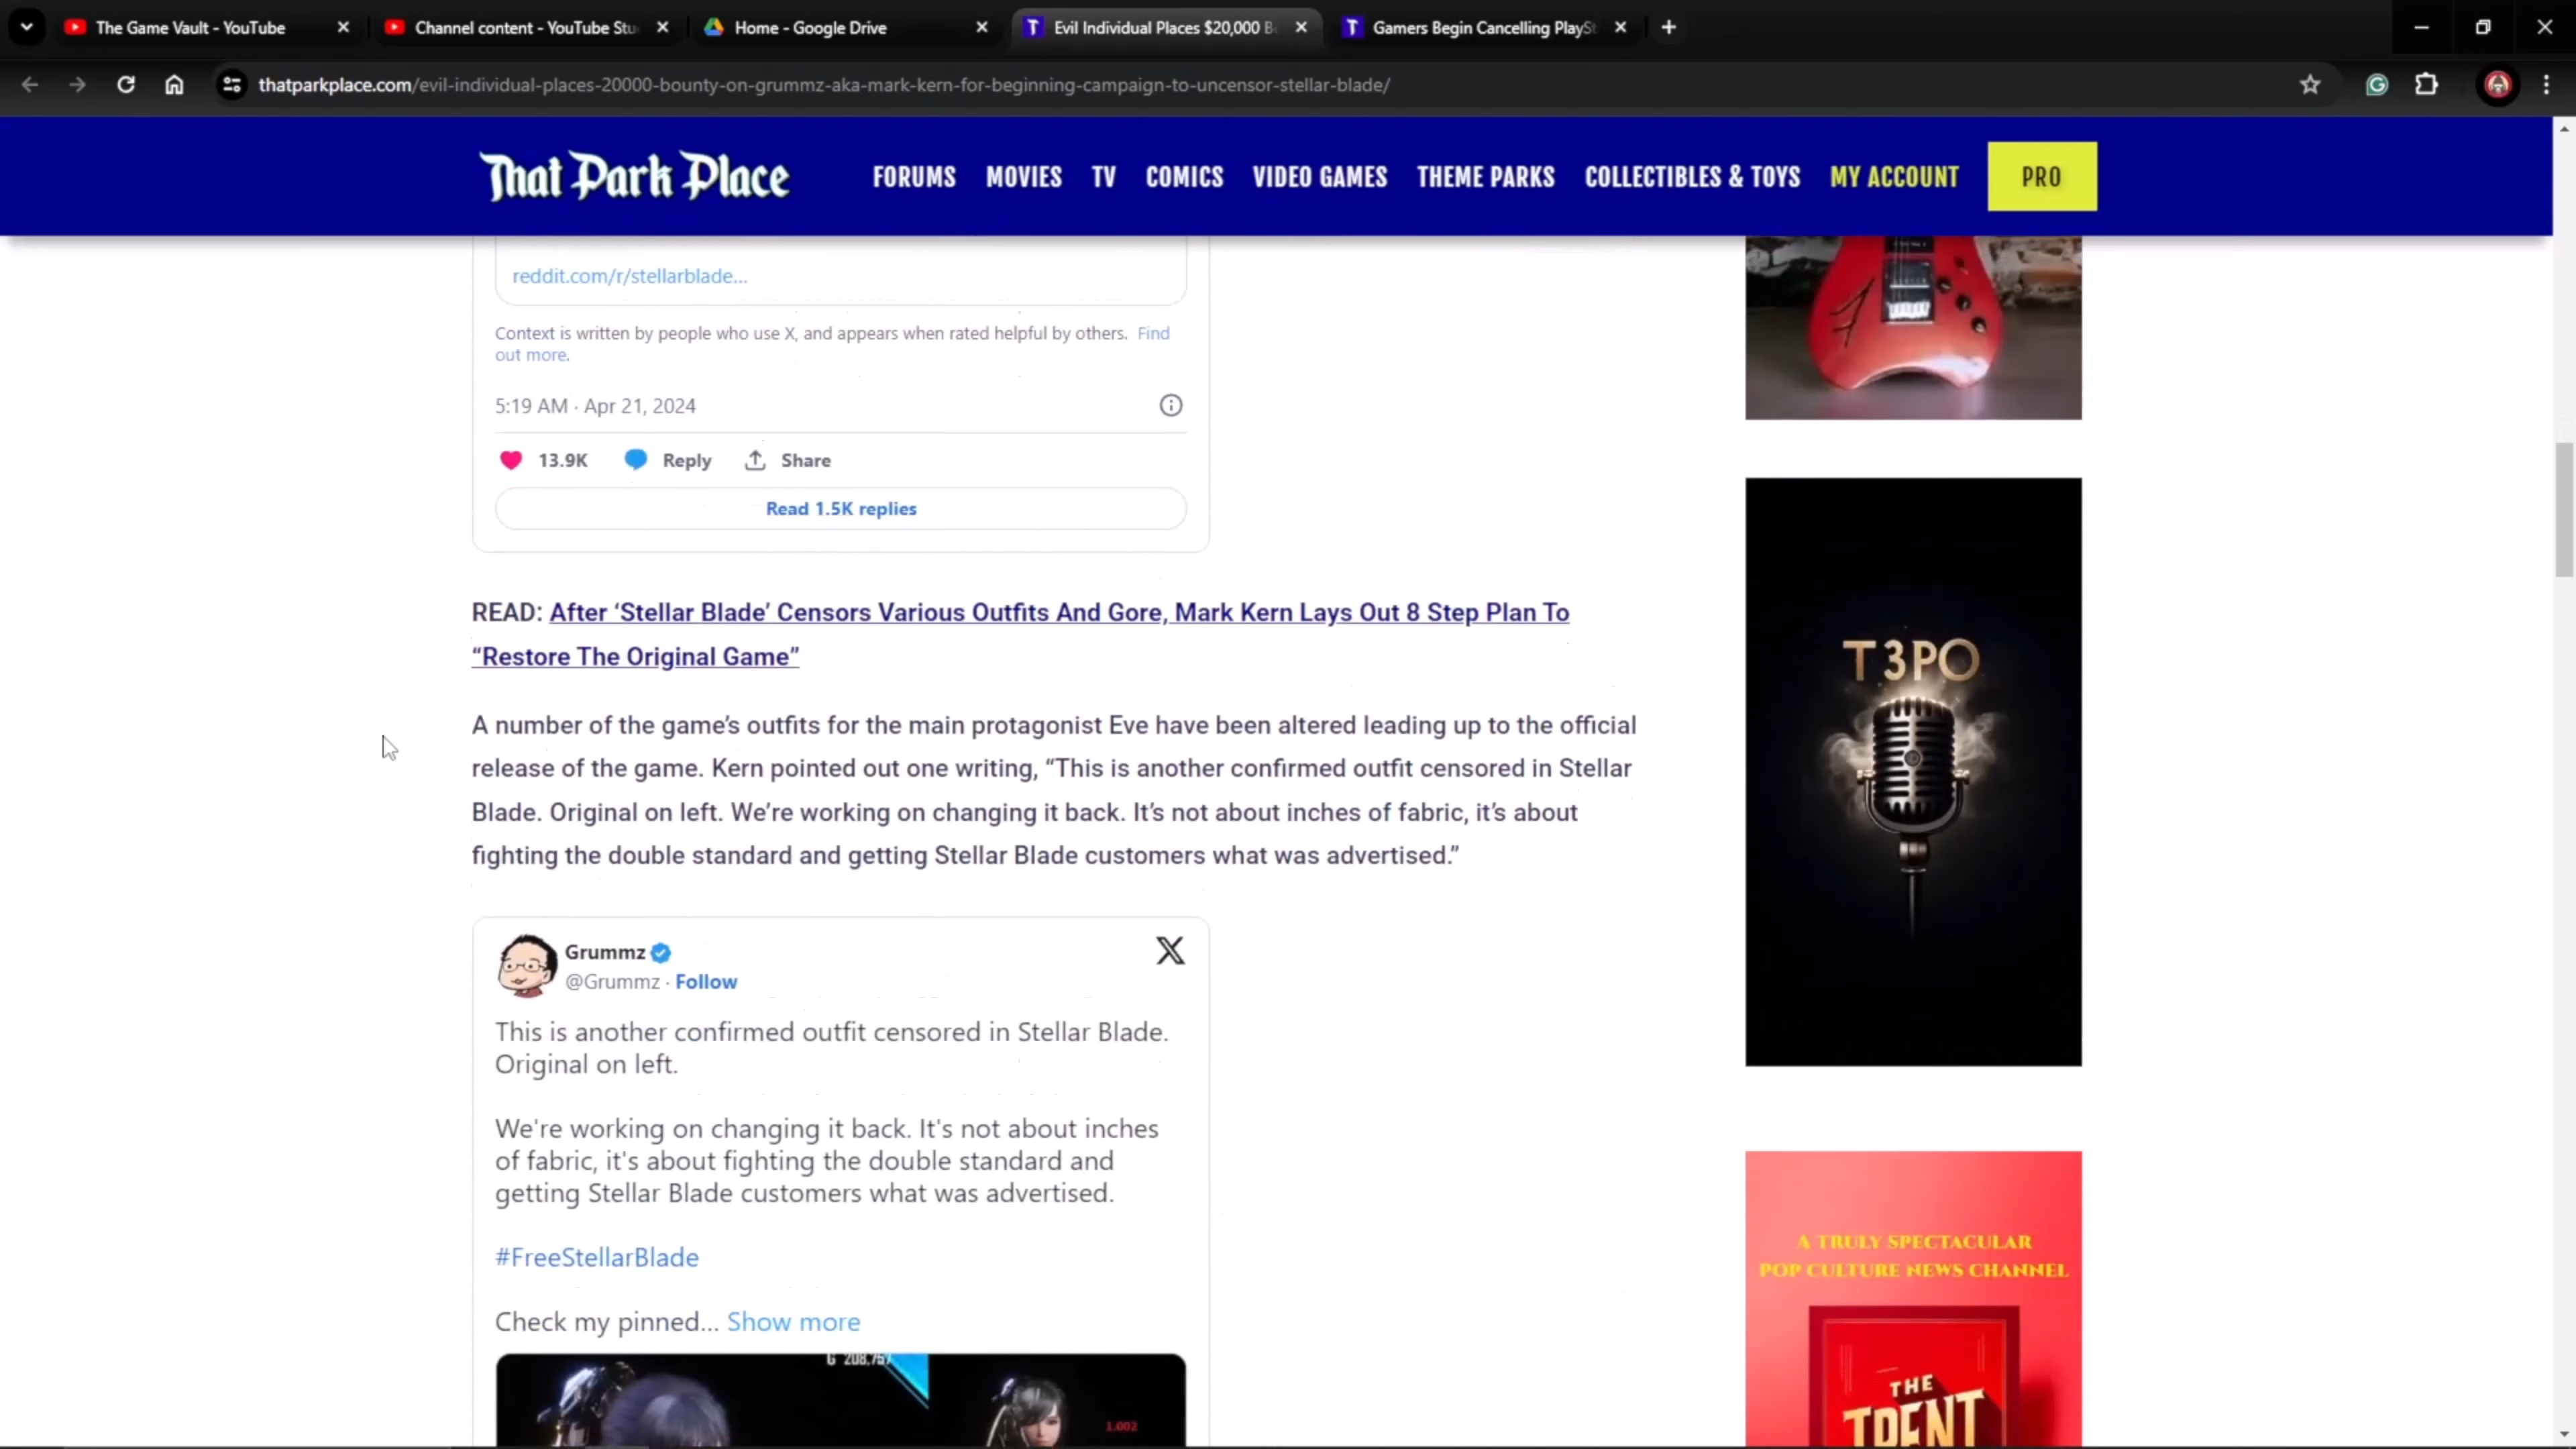 The Game Vault - YouTube
Channel content - YouTube Stu
Home - Google Drive
Evil Individual Places $20,000 B
Gamers Begin Cancelling PlaySt
thatparkplace.com/evil-individual-places-20000-bounty-on-grummz-aka-mark-kern-for-beginning-campaign-to-uncensor-stellar-blade/
That Park Place
FORUMS
MOVIES
TV
COMICS
VIDEO GAMES
THEME PARKS
COLLECTIBLES & TOYS
MY ACCOUNT
PRO
reddit.com/r/stellarblade...
Context is written by people who use X, and appears when rated helpful by others. Find
out more.
5:19 AM · Apr 21, 2024
13.9K
Reply
Share
Read 1.5K replies
READ: After ‘Stellar Blade’ Censors Various Outfits And Gore, Mark Kern Lays Out 8 Step Plan To
“Restore The Original Game”
A number of the game’s outfits for the main protagonist Eve have been altered leading up to the official
release of the game. Kern pointed out one writing, “This is another confirmed outfit censored in Stellar
Blade. Original on left. We’re working on changing it back. It’s not about inches of fabric, it’s about
fighting the double standard and getting Stellar Blade customers what was advertised.”
Grummz
@Grummz · Follow
This is another confirmed outfit censored in Stellar Blade.
Original on left.
We're working on changing it back. It's not about inches
of fabric, it's about fighting the double standard and
getting Stellar Blade customers what was advertised.
#FreeStellarBlade
Check my pinned... Show more
G 208,757
1.002
T3PO
A TRULY SPECTACULAR
POP CULTURE NEWS CHANNEL
THE
TRENT